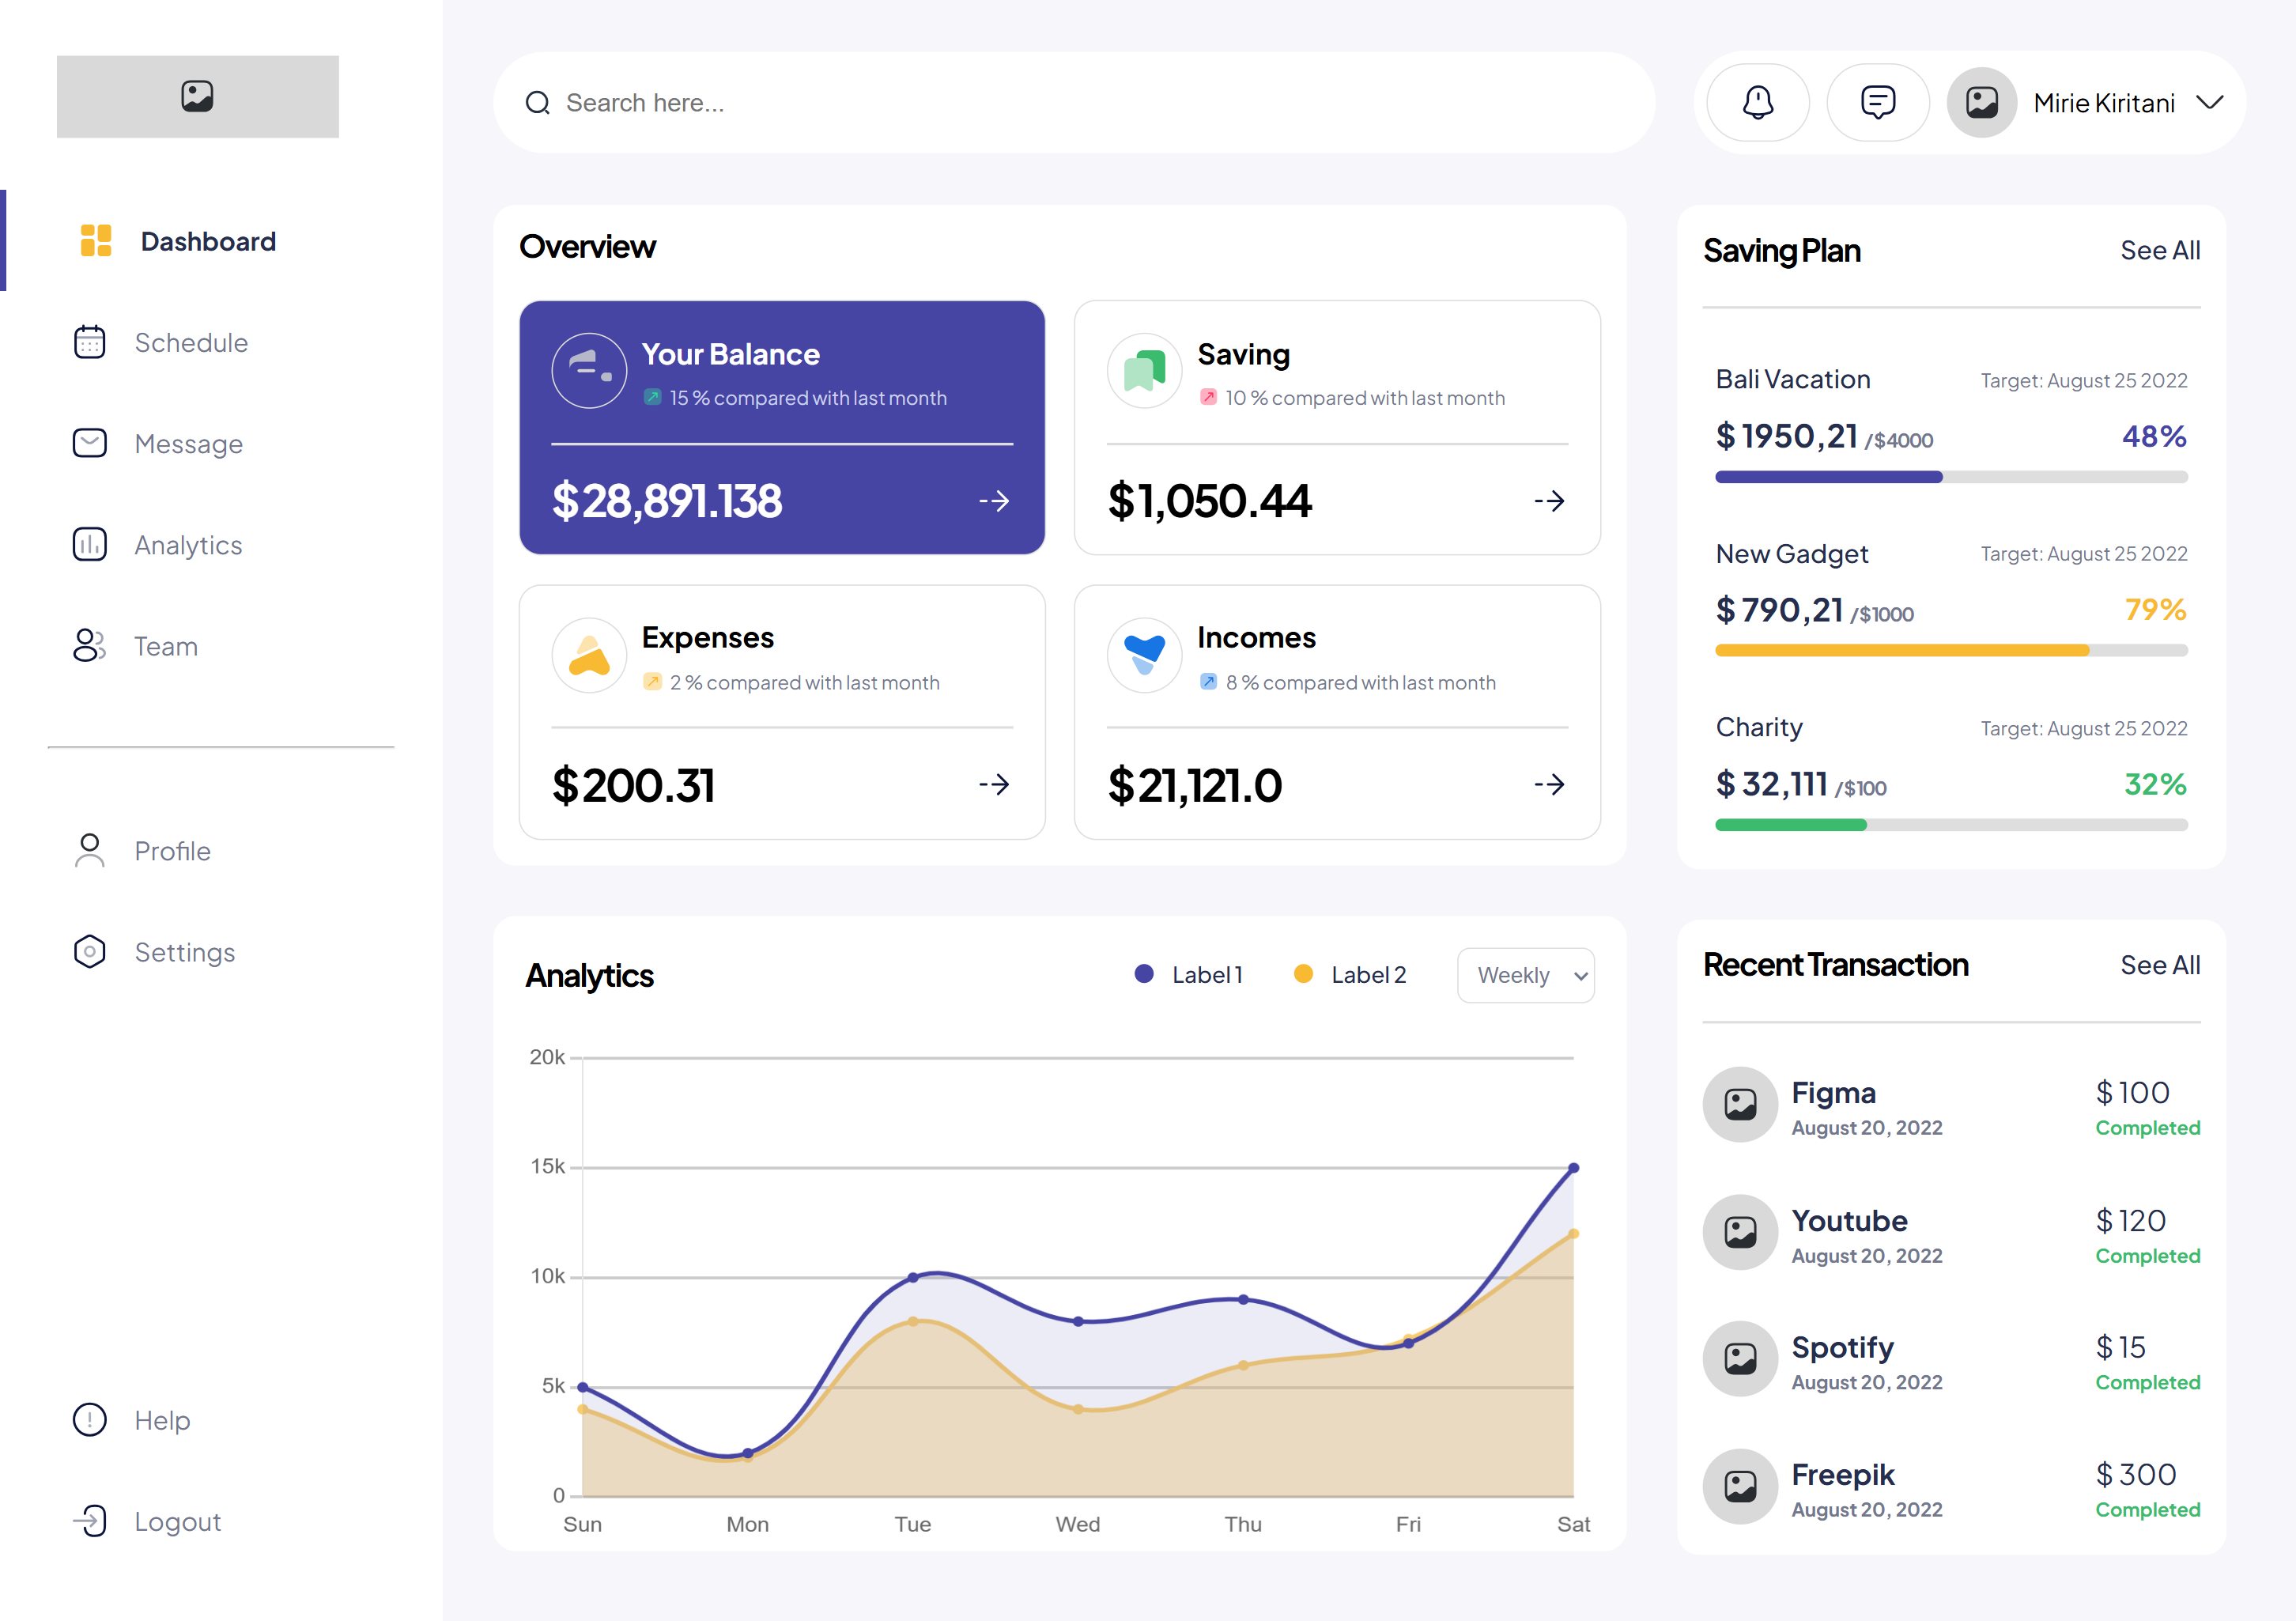 Dashboard
Schedule
Message
Analytics
Team
Profile
Settings
Help
Logout
Search here...
Mirie Kiritani
Overview
Your Balance
15 % compared with last month
$28,891.138
Saving
10 % compared with last month
$1,050.44
Expenses
2 % compared with last month
$200.31
Incomes
8 % compared with last month
$21,121.0
Saving Plan
See All
Bali Vacation
Target: August 25 2022
$ 1950,21 /$4000
48%
New Gadget
Target: August 25 2022
$ 790,21 /$1000
79%
Charity
Target: August 25 2022
$ 32,111 /$100
32%
Analytics
Label 1
Label 2
Weekly
20k
15k
10k
5k
0
Sun Mon Tue Wed Thu Fri Sat
Recent Transaction
See All
Figma
$ 100
August 20, 2022
Completed
Youtube
$ 120
August 20, 2022
Completed
Spotify
$ 15
August 20, 2022
Completed
Freepik
$ 300
August 20, 2022
Completed